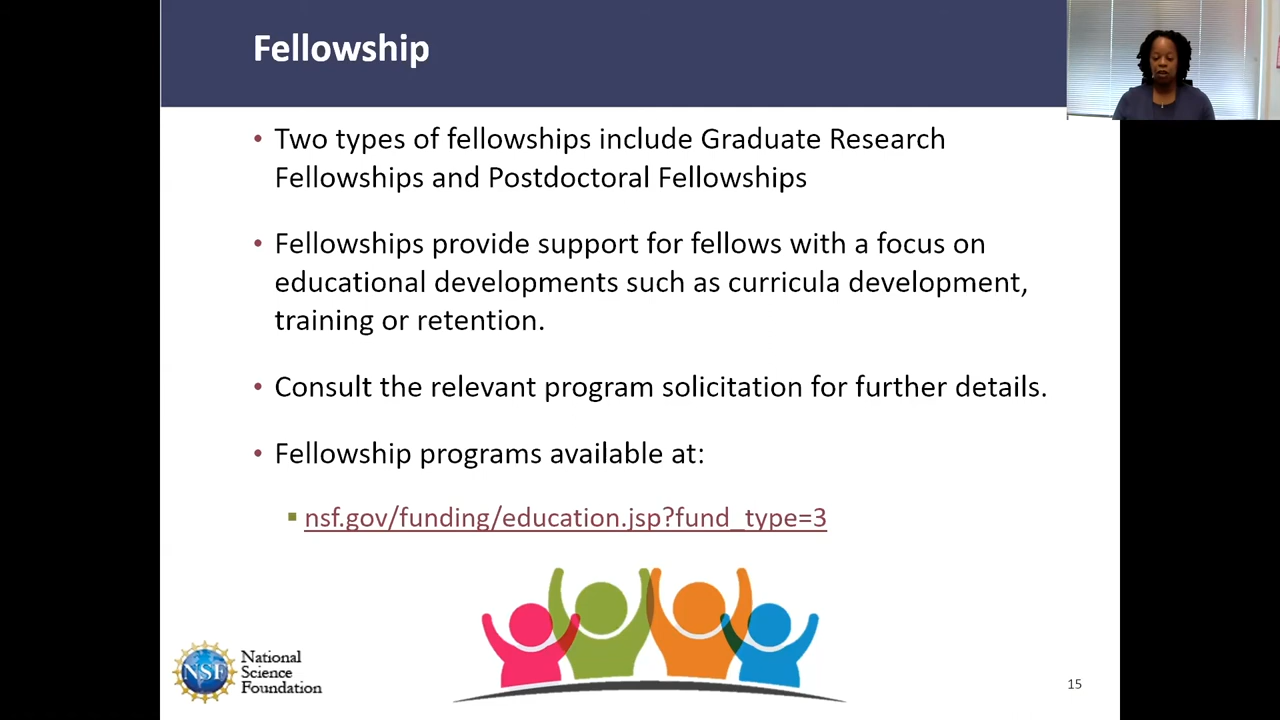 Fellowship
• Two types of fellowships include Graduate Research
Fellowships and Postdoctoral Fellowships
• Fellowships provide support for fellows with a focus on
educational developments such as curricula development,
training or retention.
• Consult the relevant program solicitation for further details.
• Fellowship programs available at:
▪ nsf.gov/funding/education.jsp?fund_type=3
NSF
National
Science
Foundation
15